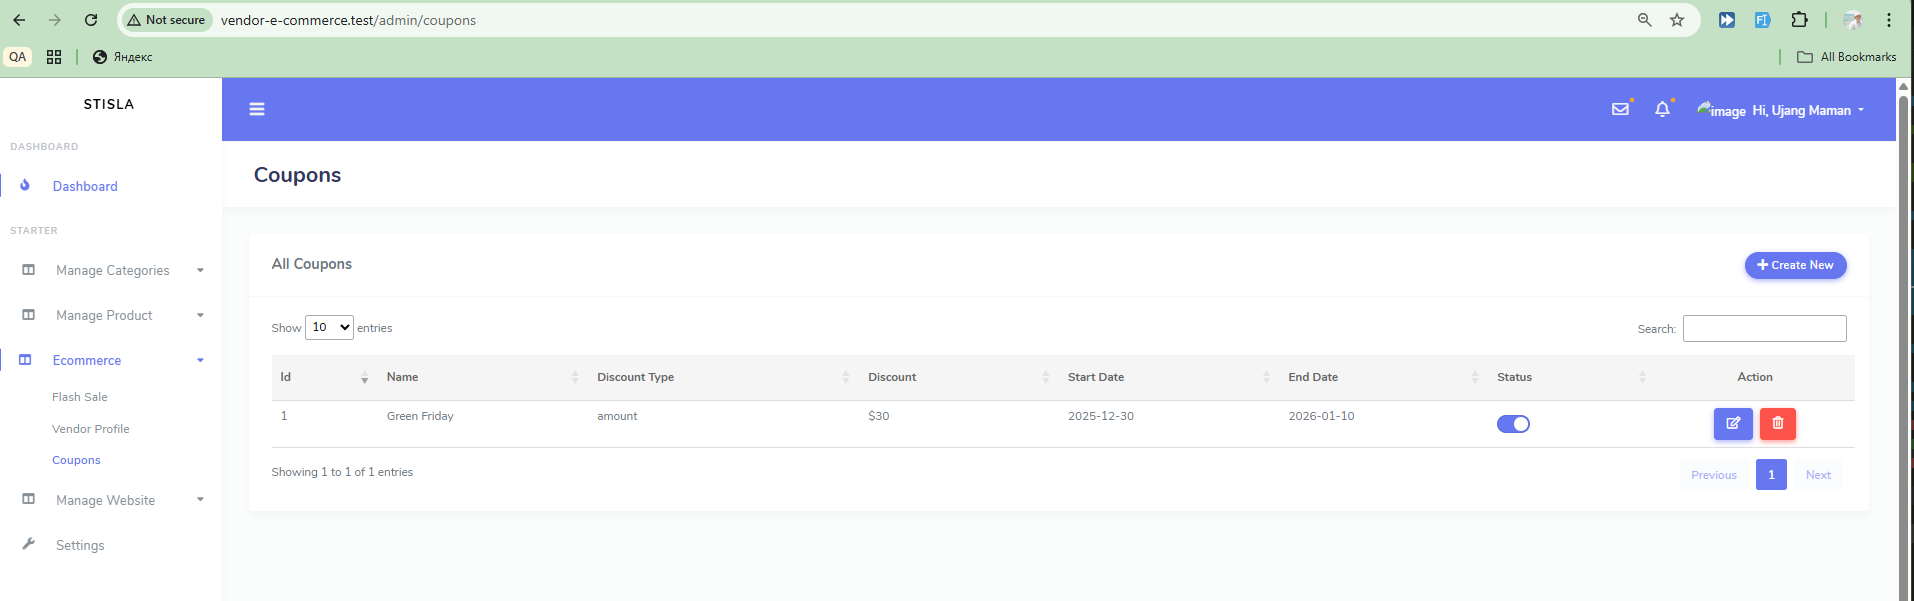 Not secure vendor-e-commerce.test/admin/coupons
QA Яндекс All Bookmarks
STISLA
image Hi, Ujang Maman
DASHBOARD
Dashboard
STARTER
Manage Categories
Manage Product
Ecommerce
Flash Sale
Vendor Profile
Coupons
Manage Website
Settings
Coupons
All Coupons
Create New
Show 10 entries
Search:
Id Name Discount Type Discount Start Date End Date Status Action
1 Green Friday amount $30 2025-12-30 2026-01-10
Showing 1 to 1 of 1 entries
Previous 1 Next